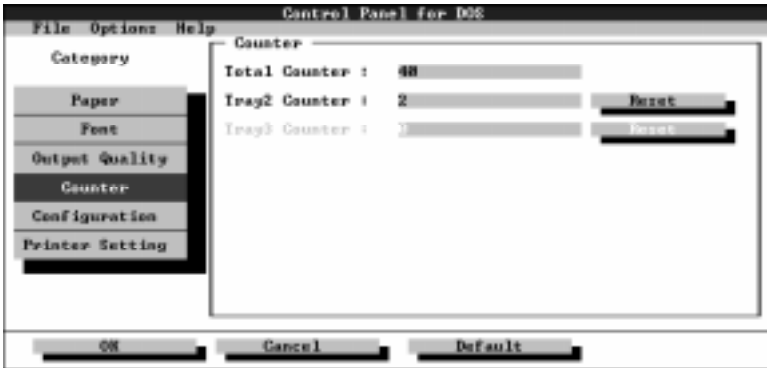 Control Panel for DOS
File Options Help
Category
Paper
Font
Output Quality
Counter
Configuration
Printer Setting
Counter
Total Counter : 40
Tray2 Counter : 2 Reset
Tray3 Counter : Reset
OK Cancel Default